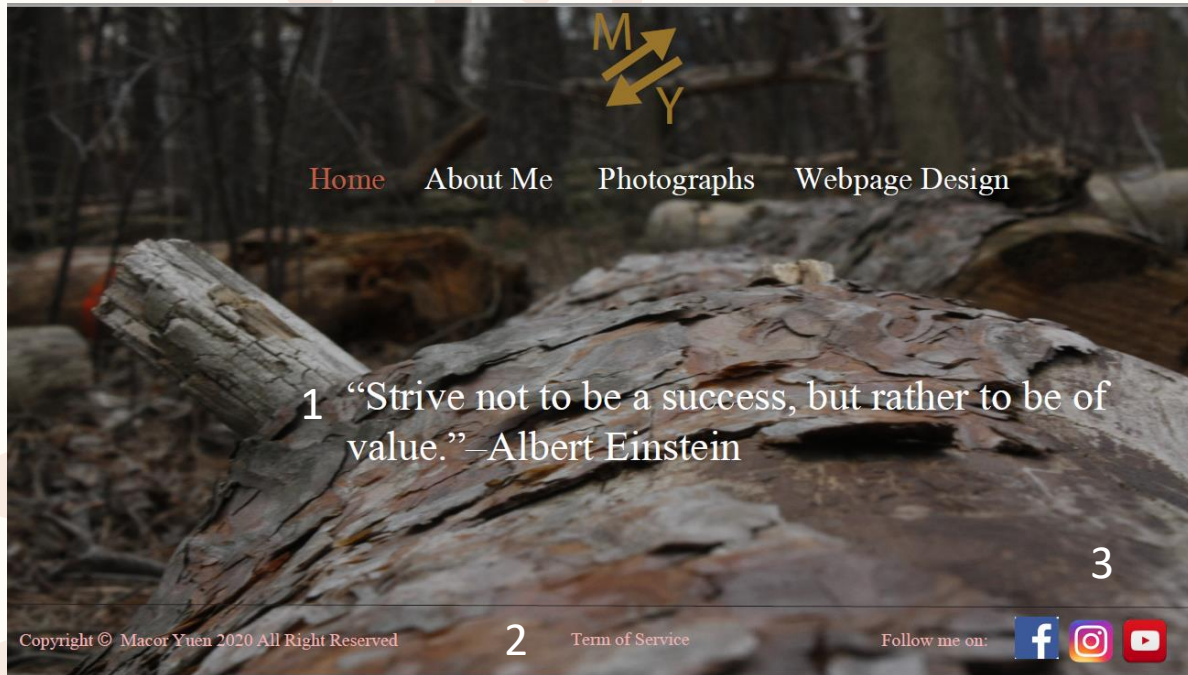 M
Y
Home About Me Photographs Webpage Design
1 “Strive not to be a success, but rather to be of
value.”–Albert Einstein
3
Copyright © Macor Yuen 2020 All Right Reserved 2 Term of Service Follow me on: